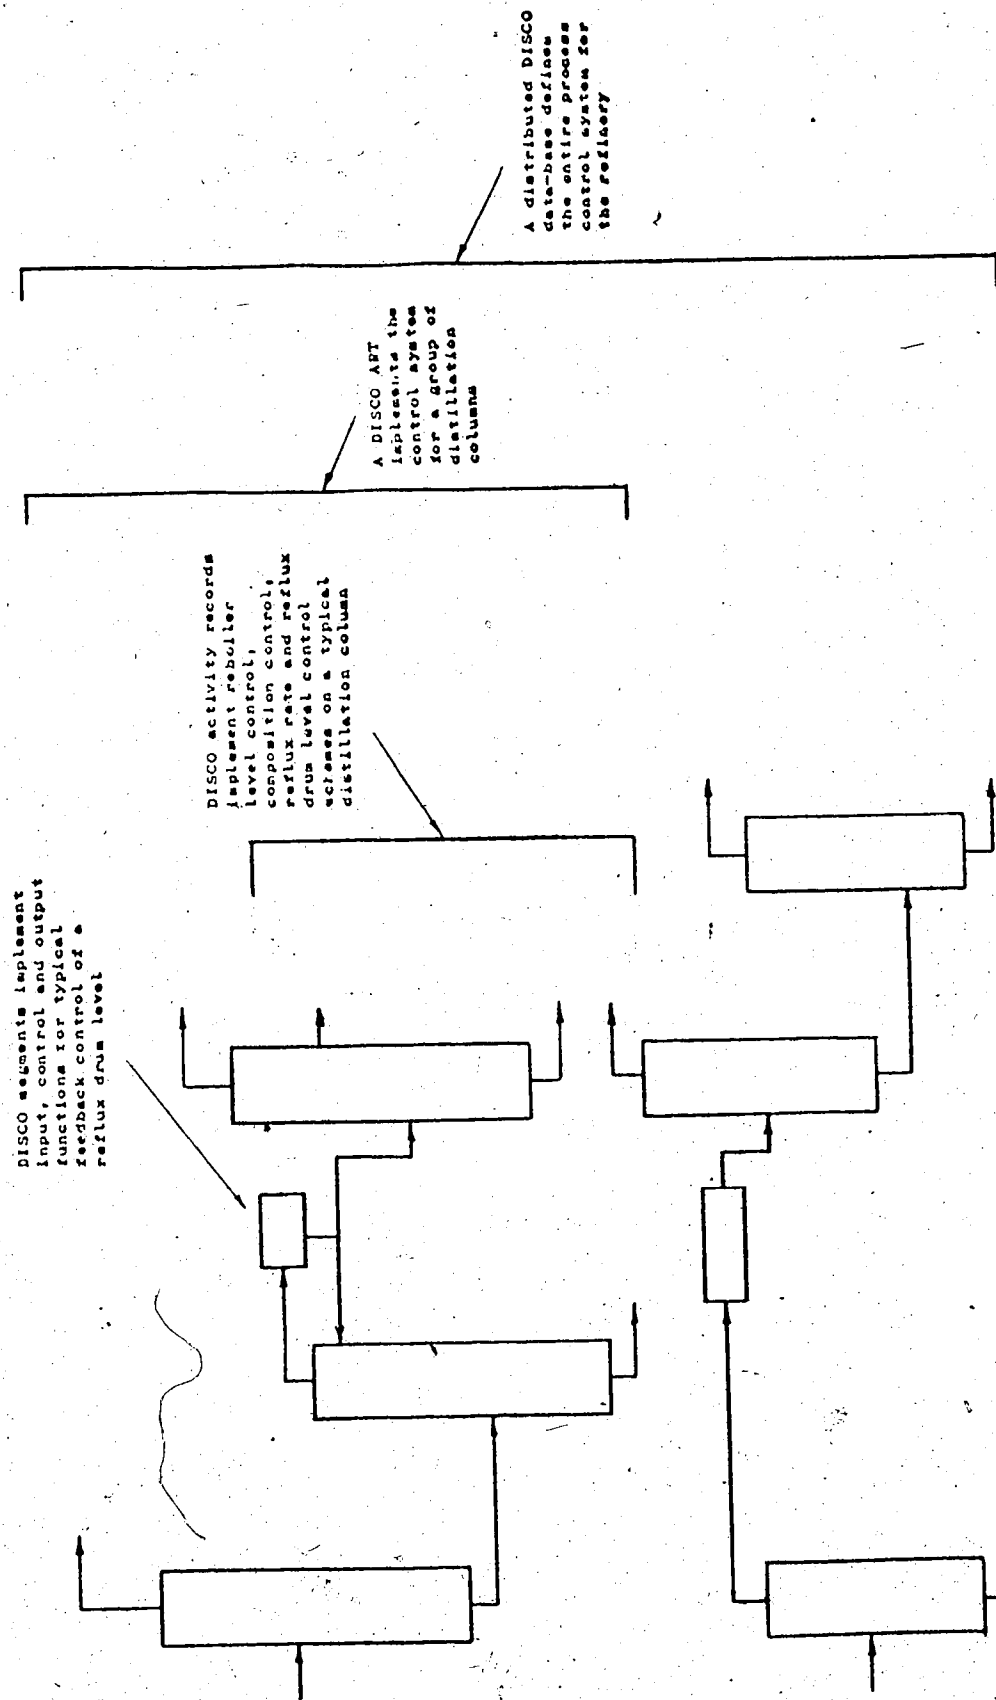 DISCO segments implement
input, control and output
functions for typical
feedback control of a
reflux drum level
DISCO activity records
implement reboiler
level control,
composition control,
reflux rate and reflux
drum level control
schemes on a typical
distillation column
A DISCO ART
implements the
control system
for a group of
distillation
columns
A distributed DISCO
data-base defines
the entire process
control system for
the refinery